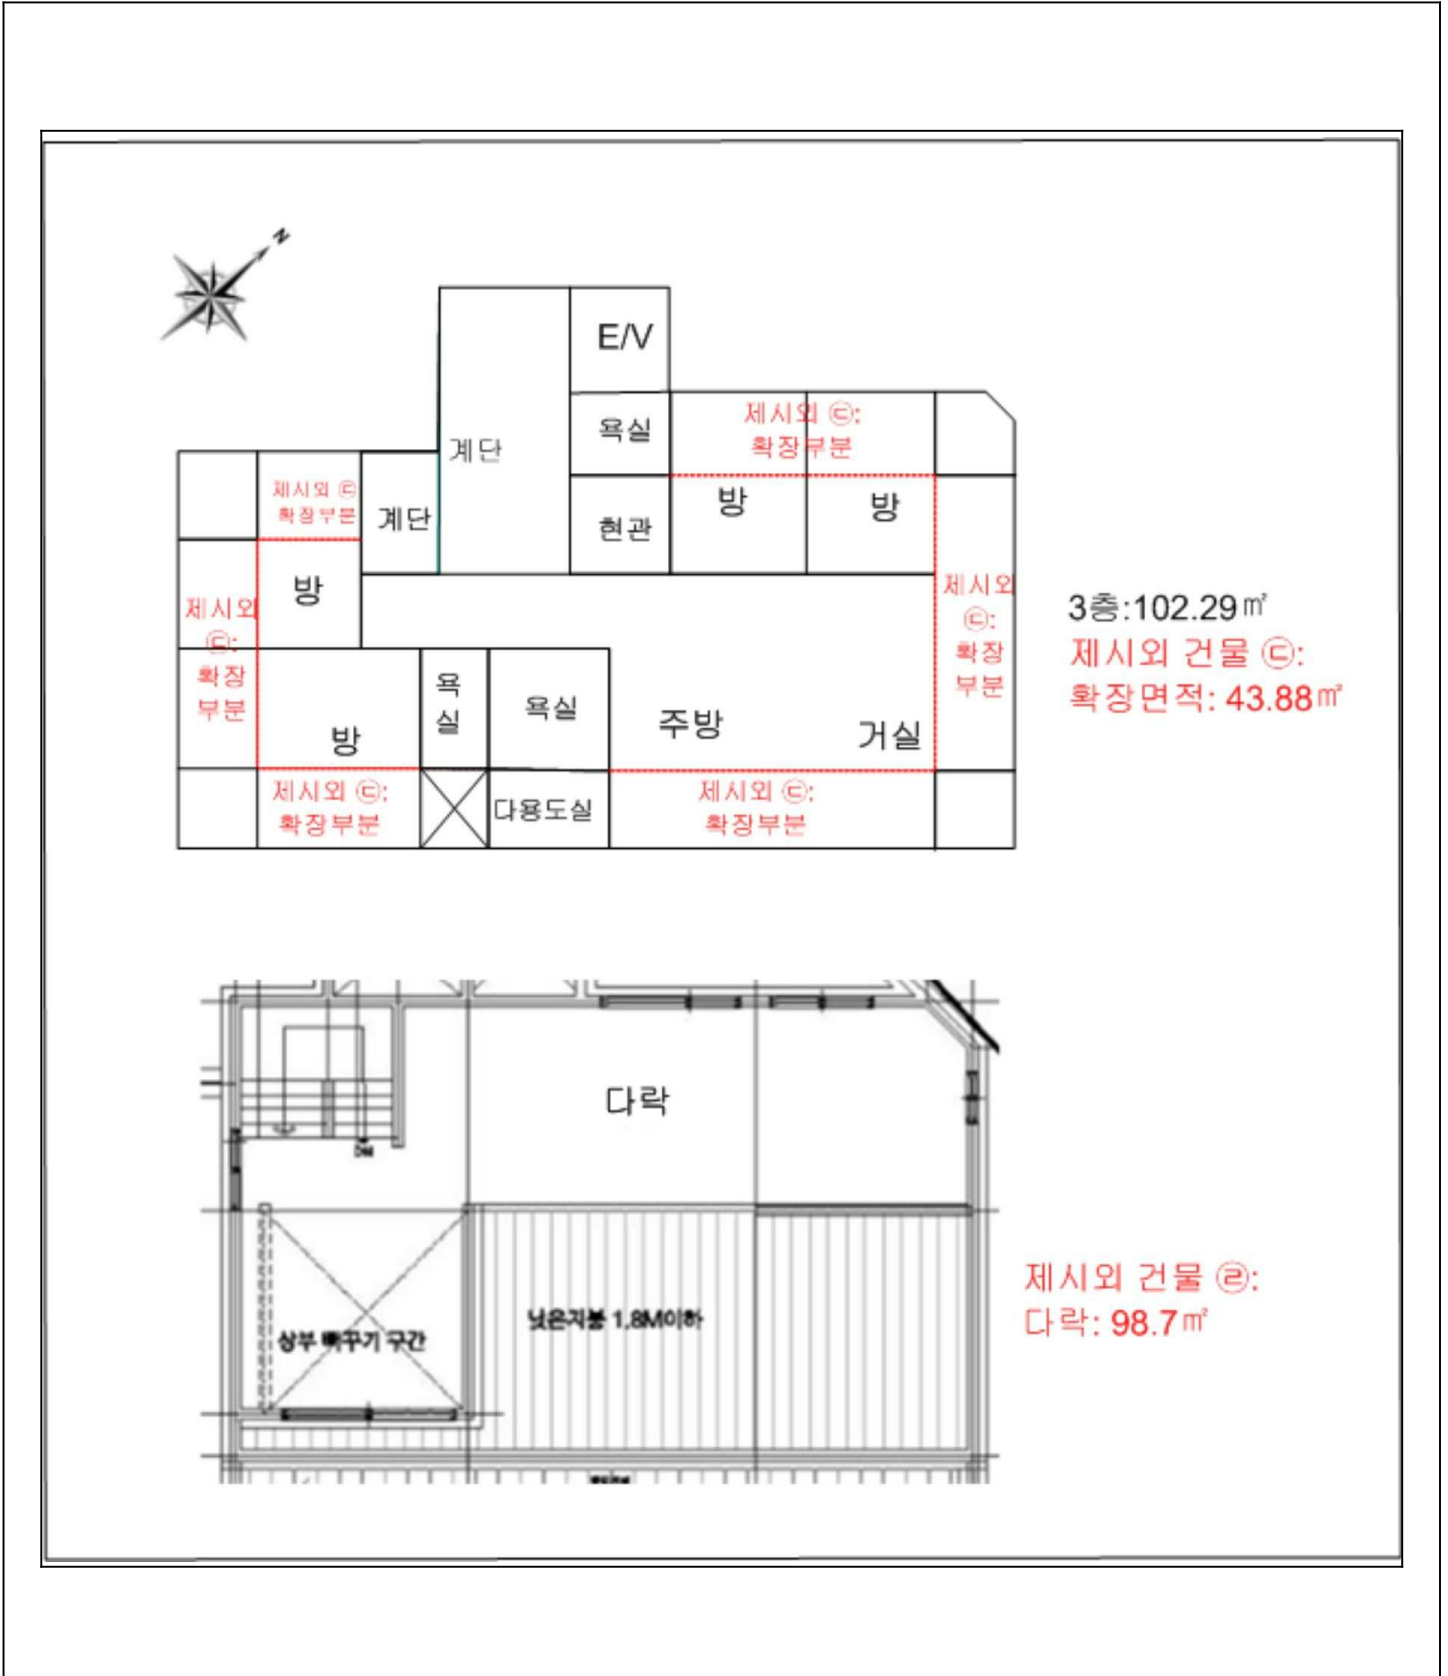 N
E/V
욕실
제시외 ㉢:
확장부분
계단
제시외 ㉢
확장부분
계단
현관
방
방
방
제시외
㉢:
확장
부분
제시외
㉢:
확장
부분
3층:102.29㎡
제시외 건물 ㉢:
확장면적: 43.88㎡
욕
실
욕실
방
주방
거실
제시외 ㉢:
확장부분
다용도실
제시외 ㉢:
확장부분
다락
DN
낮은지붕 1.8M이하
상부 뻐꾸기 구간
제시외 건물 ㉣:
다락: 98.7㎡